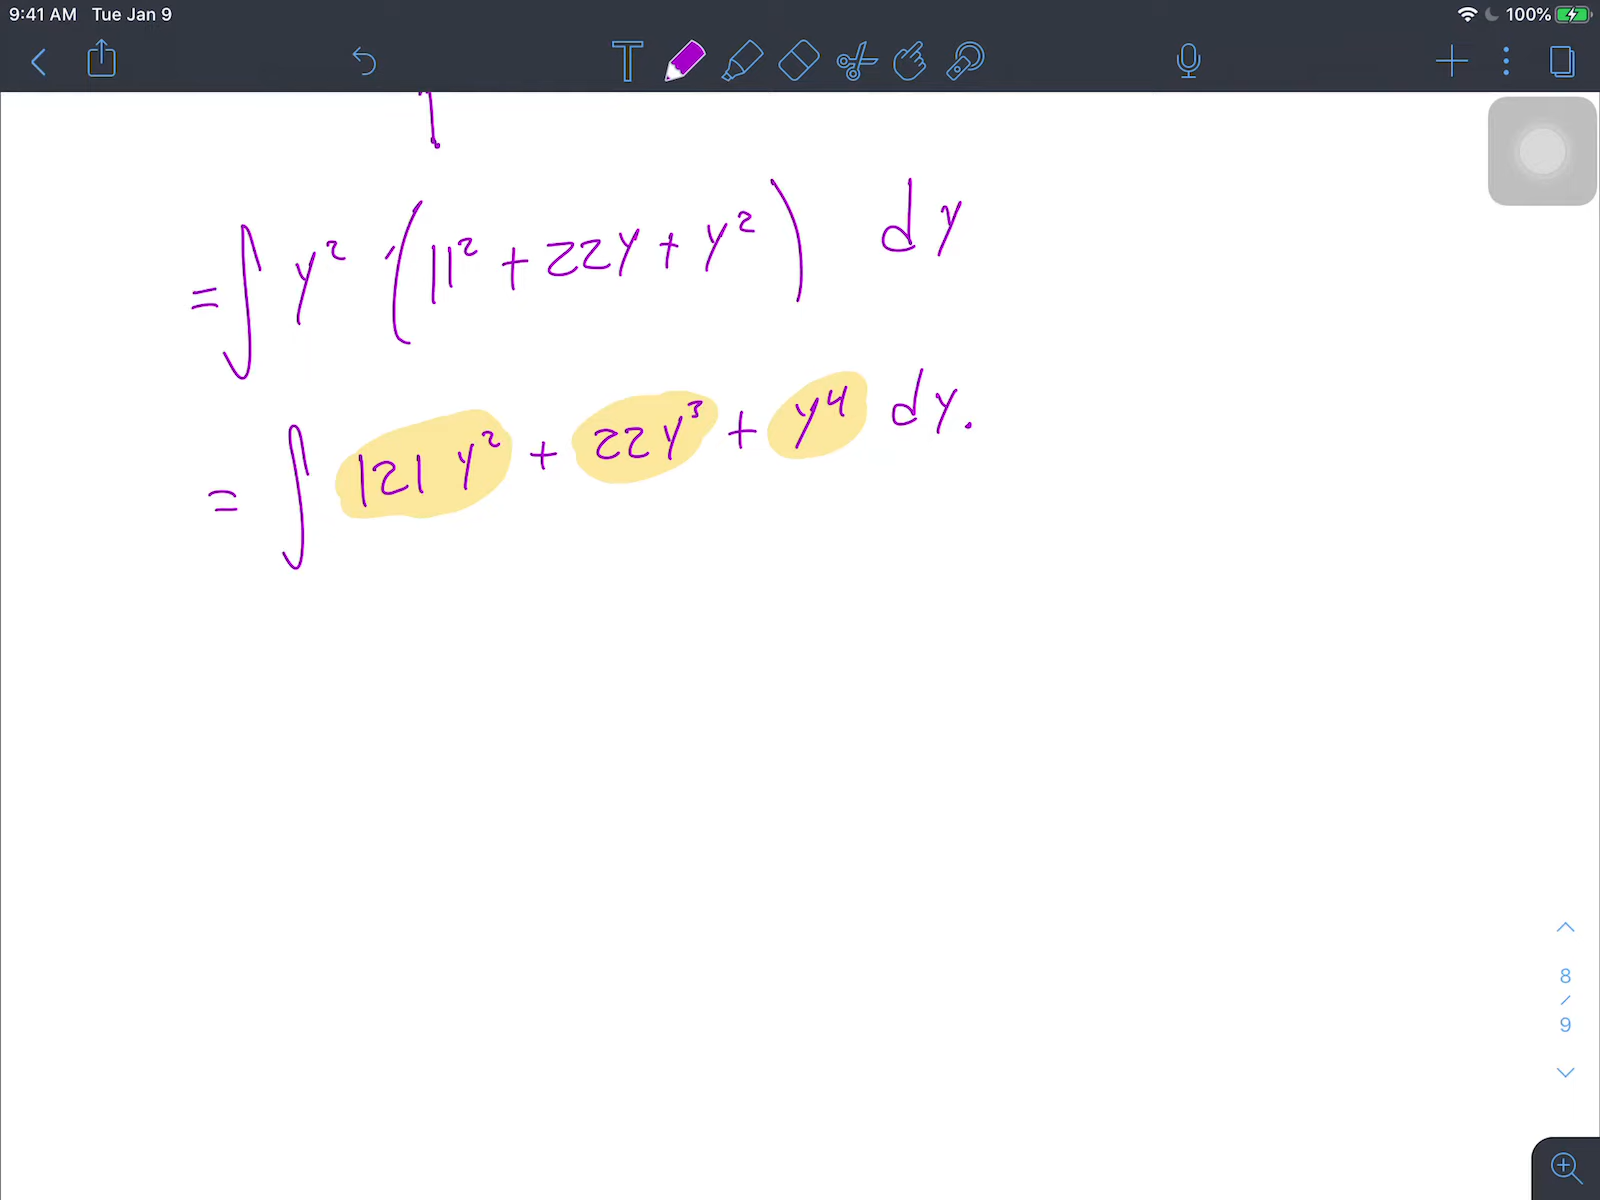 9:41 AM Tue Jan 9 100%
T
= ∫ y² (11² + 22y + y²) dy
= ∫ 121 y² + 22y³ + y⁴ dy.
8
/
9